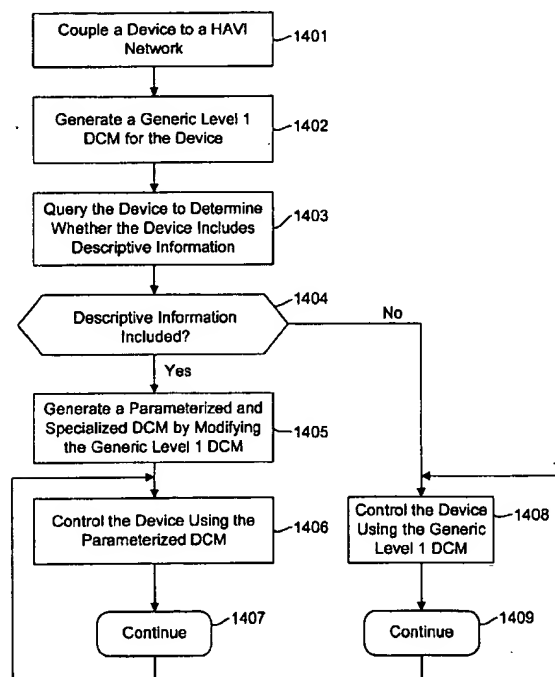 Couple a Device to a HAVI
Network
1401
Generate a Generic Level 1
DCM for the Device
1402
Query the Device to Determine
Whether the Device Includes
Descriptive Information
1403
1404
Descriptive Information
Included?
No
Yes
Generate a Parameterized and
Specialized DCM by Modifying
the Generic Level 1 DCM
1405
Control the Device Using the
Parameterized DCM
1406
Control the Device
Using the Generic
Level 1 DCM
1408
Continue
1407
Continue
1409